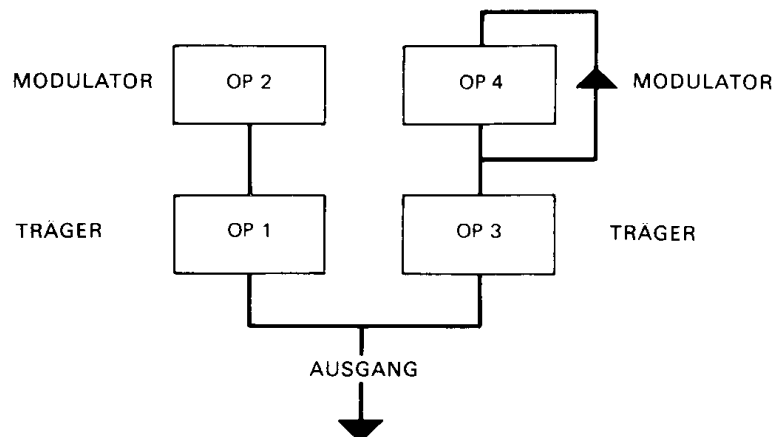 MODULATOR OP 2 OP 4 MODULATOR
TRÄGER OP 1 OP 3 TRÄGER
AUSGANG